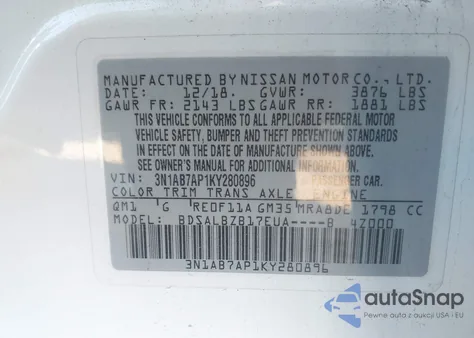 MANUFACTURED BY NISSAN MOTOR CO., LTD.
DATE: 12/18. GVWR: 3876 LBS
GAWR FR: 2143 LBS GAWR RR: 1881 LBS
THIS VEHICLE CONFORMS TO ALL APPLICABLE FEDERAL MOTOR
VEHICLE SAFETY, BUMPER, AND THEFT PREVENTION STANDARDS
IN EFFECT ON THE DATE OF MANUFACTURE SHOWN ABOVE.
SEE OWNER'S MANUAL FOR ADDITIONAL INFORMATION.
VIN: 3N1AB7AP1KY280896 PASSENGER CAR.
COLOR TRIM TRANS AXLE ENGINE
QM1 G RE0F11A GM35 MRA8DE 1798 CC
MODEL: BDSALBZB17EUA----B 4Z000
3N1AB7AP1KY280896
autoSnap
Pewne auta z aukcji w USA i EU